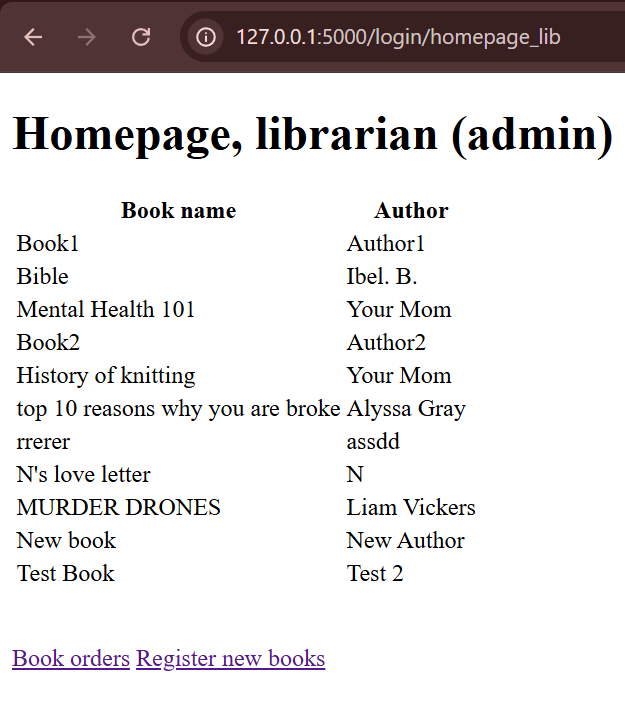 127.0.0.1:5000/login/homepage_lib
Homepage, librarian (admin)
Book name Author
Book1 Author1
Bible Ibel. B.
Mental Health 101 Your Mom
Book2 Author2
History of knitting Your Mom
top 10 reasons why you are broke Alyssa Gray
rrerer assdd
N's love letter N
MURDER DRONES Liam Vickers
New book New Author
Test Book Test 2
Book orders Register new books